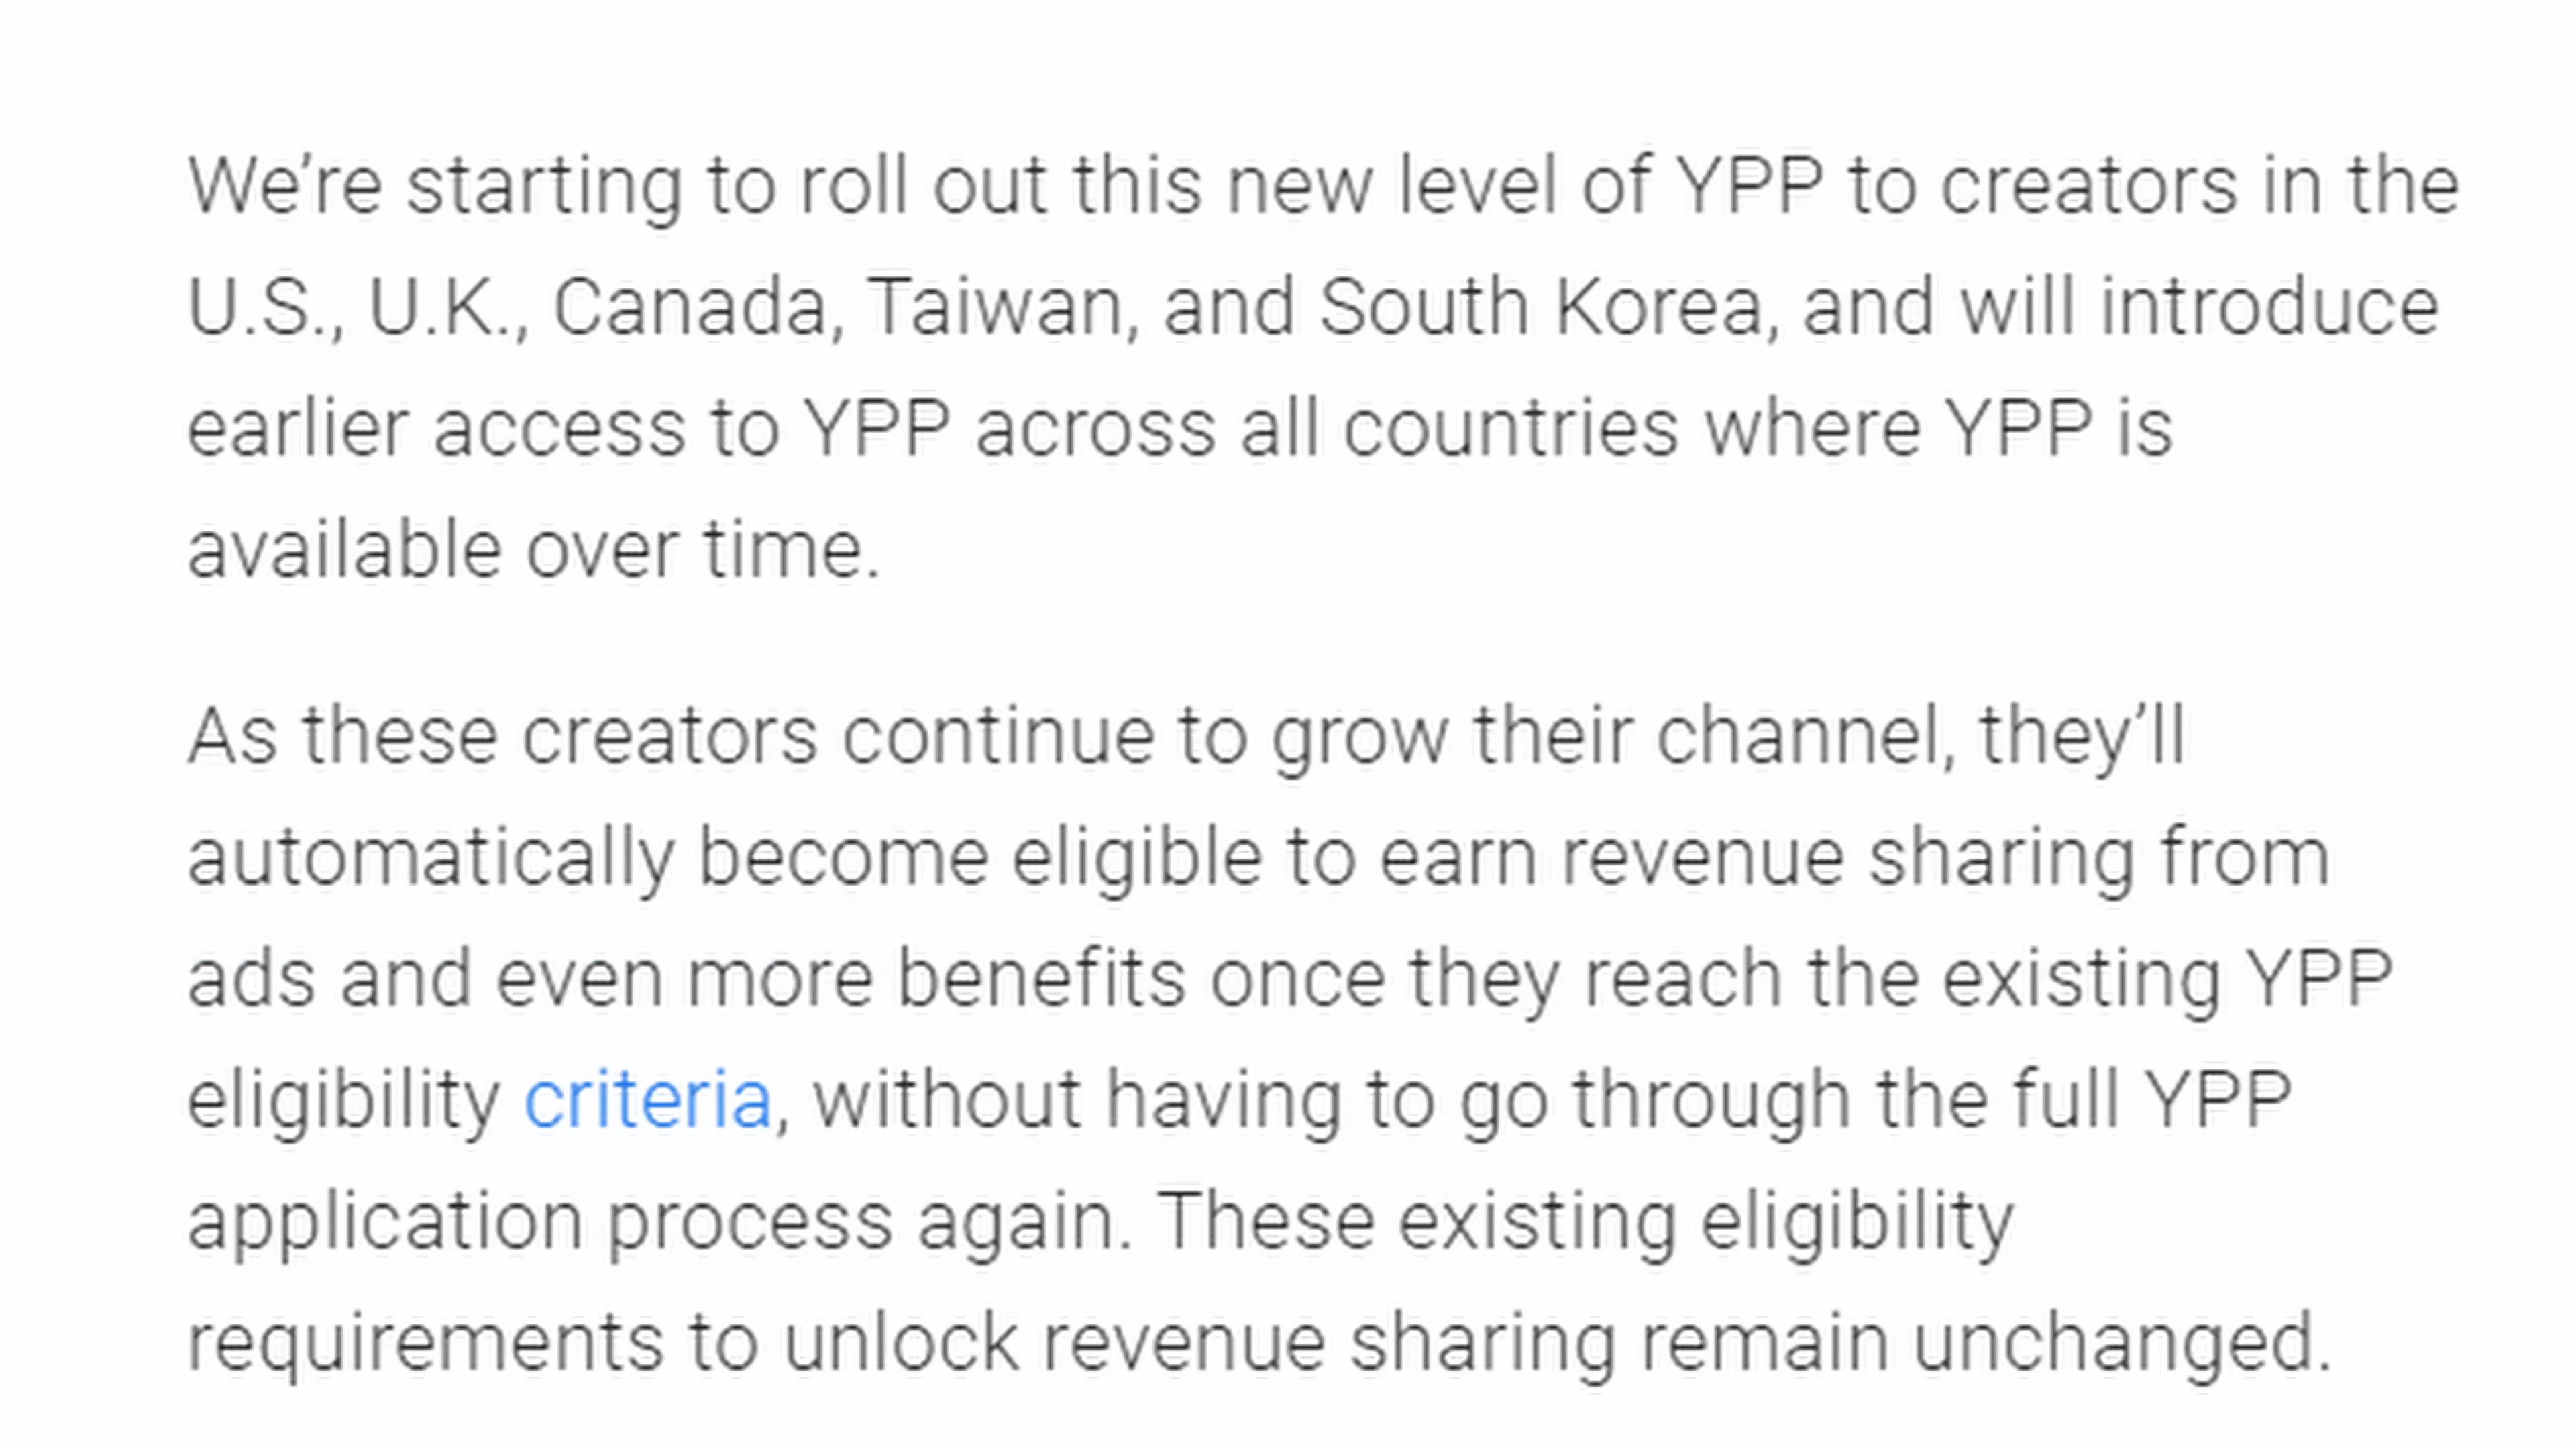 We’re starting to roll out this new level of YPP to creators in the
U.S., U.K., Canada, Taiwan, and South Korea, and will introduce
earlier access to YPP across all countries where YPP is
available over time.
As these creators continue to grow their channel, they’ll
automatically become eligible to earn revenue sharing from
ads and even more benefits once they reach the existing YPP
eligibility criteria, without having to go through the full YPP
application process again. These existing eligibility
requirements to unlock revenue sharing remain unchanged.